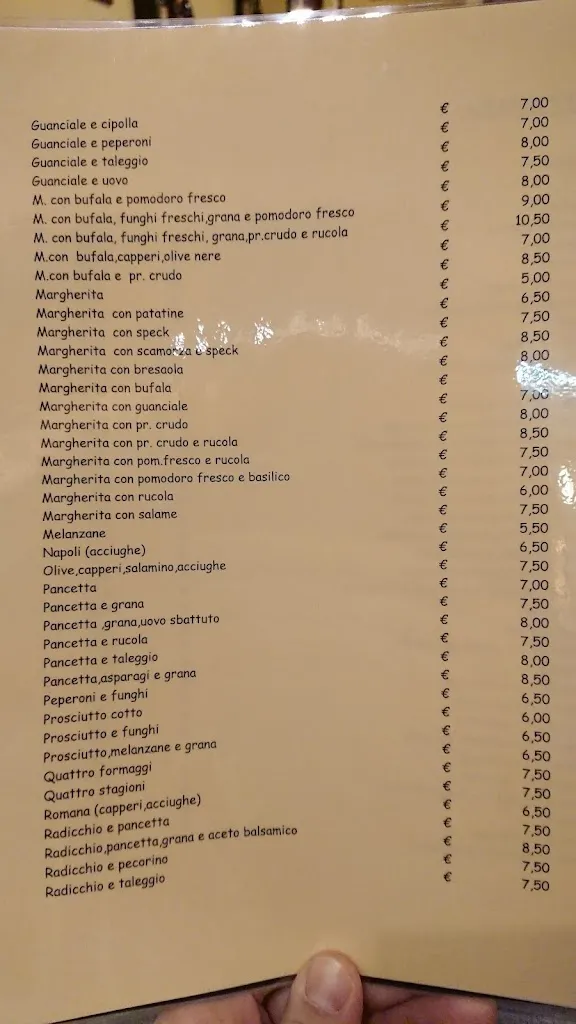 Guanciale e cipolla € 7,00
Guanciale e peperoni € 7,00
Guanciale e taleggio € 8,00
Guanciale e uovo € 7,50
M. con bufala e pomodoro fresco € 8,00
M. con bufala, funghi freschi,grana e pomodoro fresco € 9,00
M. con bufala, funghi freschi, grana,pr.crudo e rucola € 10,50
M.con bufala,capperi,olive nere € 7,00
M.con bufala e pr. crudo € 8,50
Margherita € 5,00
Margherita con patatine € 6,50
Margherita con speck € 7,50
Margherita con scamorza e speck € 8,50
Margherita con bresaola € 8,00
Margherita con bufala €
Margherita con guanciale € 7,00
Margherita con pr. crudo € 8,00
Margherita con pr. crudo e rucola € 8,50
Margherita con pom.fresco e rucola € 7,50
Margherita con pomodoro fresco e basilico € 7,00
Margherita con rucola € 6,00
Margherita con salame € 7,50
Melanzane € 5,50
Napoli (acciughe) € 6,50
Olive,capperi,salamino,acciughe € 7,50
Pancetta € 7,00
Pancetta e grana € 7,50
Pancetta ,grana,uovo sbattuto € 8,00
Pancetta e rucola € 7,50
Pancetta e taleggio € 8,00
Pancetta,asparagi e grana € 8,50
Peperoni e funghi € 6,50
Prosciutto cotto € 6,00
Prosciutto e funghi € 6,50
Prosciutto,melanzane e grana € 6,50
Quattro formaggi € 7,50
Quattro stagioni € 7,50
Romana (capperi,acciughe) € 6,50
Radicchio e pancetta € 7,50
Radicchio,pancetta,grana e aceto balsamico € 8,50
Radicchio e pecorino € 7,50
Radicchio e taleggio € 7,50